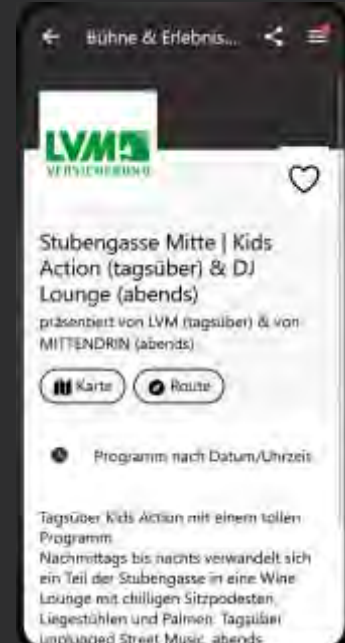 Bühne & Erlebnis...
LVM
VERSICHERUNG
Stubengasse Mitte | Kids
Action (tagsüber) & DJ
Lounge (abends)
präsentiert von LVM (tagsüber) & von
MITTENDRIN (abends)
Karte
Route
Programm nach Datum/Uhrzeit
Tagsüber Kids Action mit einem tollen
Programm.
Nachmittags bis nachts verwandelt sich
ein Teil der Stubengasse in eine Wine
Lounge mit chilligen Sitzpodesten,
Liegestühlen und Palmen. Tagsüber
unplugged Street Music, abends